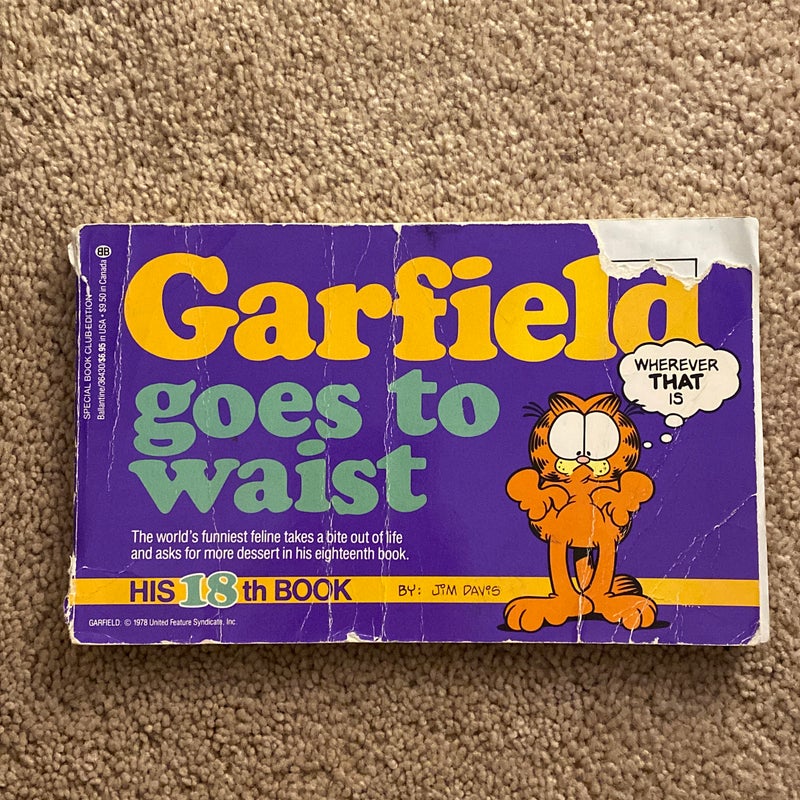 SPECIAL BOOK CLUB EDITION
Ballantine/36430/$6.95 in USA • $9.50 in Canada
BB
Garfield
goes to
waist
WHEREVER
THAT
IS
The world's funniest feline takes a bite out of life
and asks for more dessert in his eighteenth book.
HIS 18th BOOK
BY: JIM DAVIS
GARFIELD: © 1978 United Feature Syndicate, Inc.